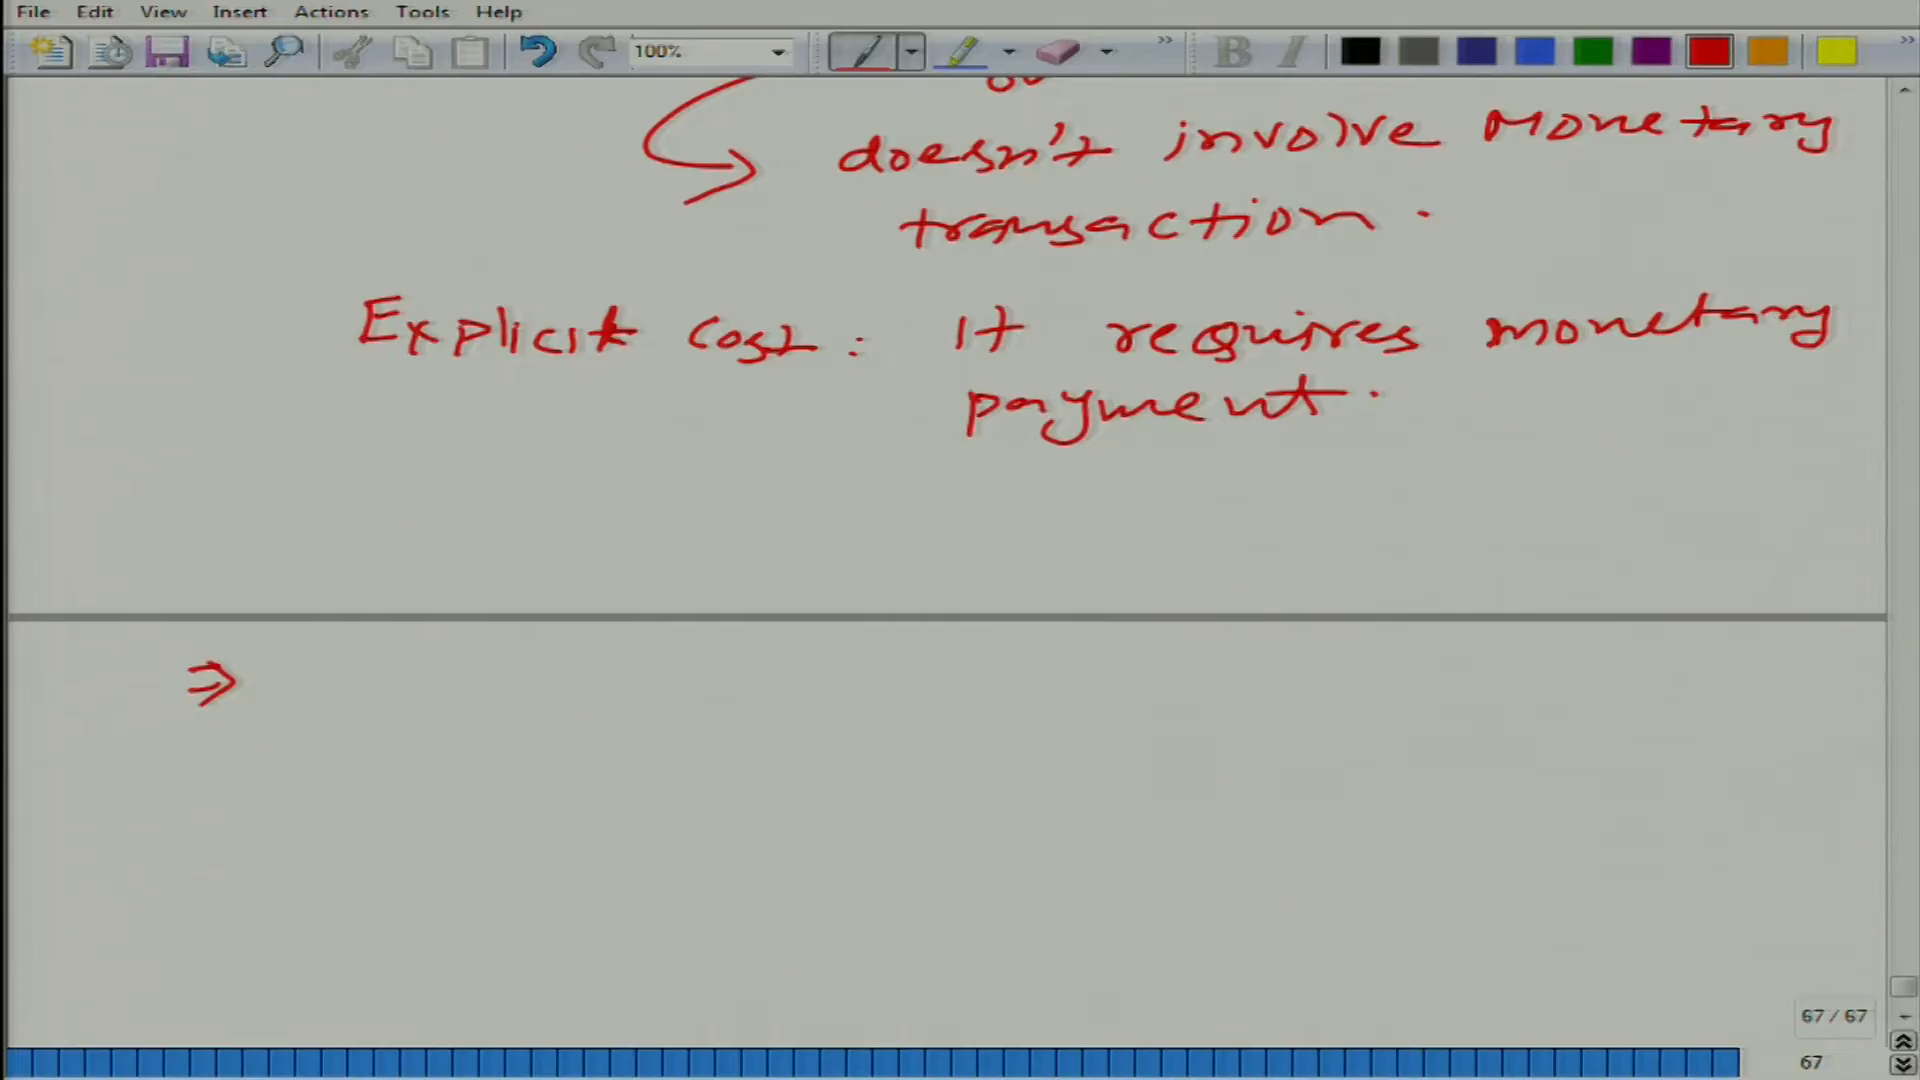 File Edit View Insert Actions Tools Help
100%
B I
doesn't involve Monetary
transaction.
Explicit cost: It requires monetary
payment.
⇒
67 / 67
67